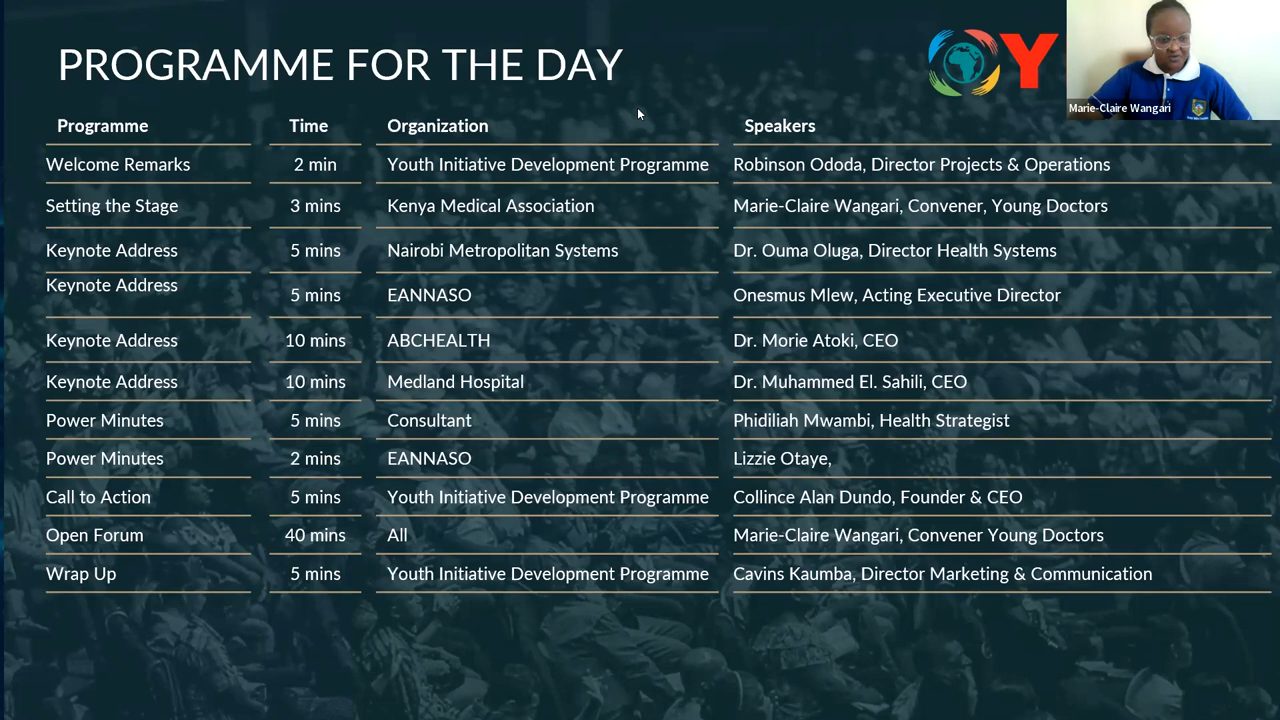 PROGRAMME FOR THE DAY
OY
Marie-Claire Wangari
Programme Time Organization Speakers
Welcome Remarks 2 min Youth Initiative Development Programme Robinson Ododa, Director Projects & Operations
Setting the Stage 3 mins Kenya Medical Association Marie-Claire Wangari, Convener, Young Doctors
Keynote Address 5 mins Nairobi Metropolitan Systems Dr. Ouma Oluga, Director Health Systems
Keynote Address 5 mins EANNASO Onesmus Mlew, Acting Executive Director
Keynote Address 10 mins ABCHEALTH Dr. Morie Atoki, CEO
Keynote Address 10 mins Medland Hospital Dr. Muhammed El. Sahili, CEO
Power Minutes 5 mins Consultant Phidiliah Mwambi, Health Strategist
Power Minutes 2 mins EANNASO Lizzie Otaye,
Call to Action 5 mins Youth Initiative Development Programme Collince Alan Dundo, Founder & CEO
Open Forum 40 mins All Marie-Claire Wangari, Convener Young Doctors
Wrap Up 5 mins Youth Initiative Development Programme Cavins Kaumba, Director Marketing & Communication